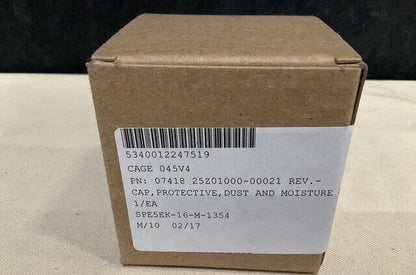 5340012247519
CAGE 045V4
PN: 07418 25Z01000-00021 REV.-
CAP,PROTECTIVE,DUST AND MOISTURE
1/EA
SPE5EK-16-M-1354
M/10 02/17